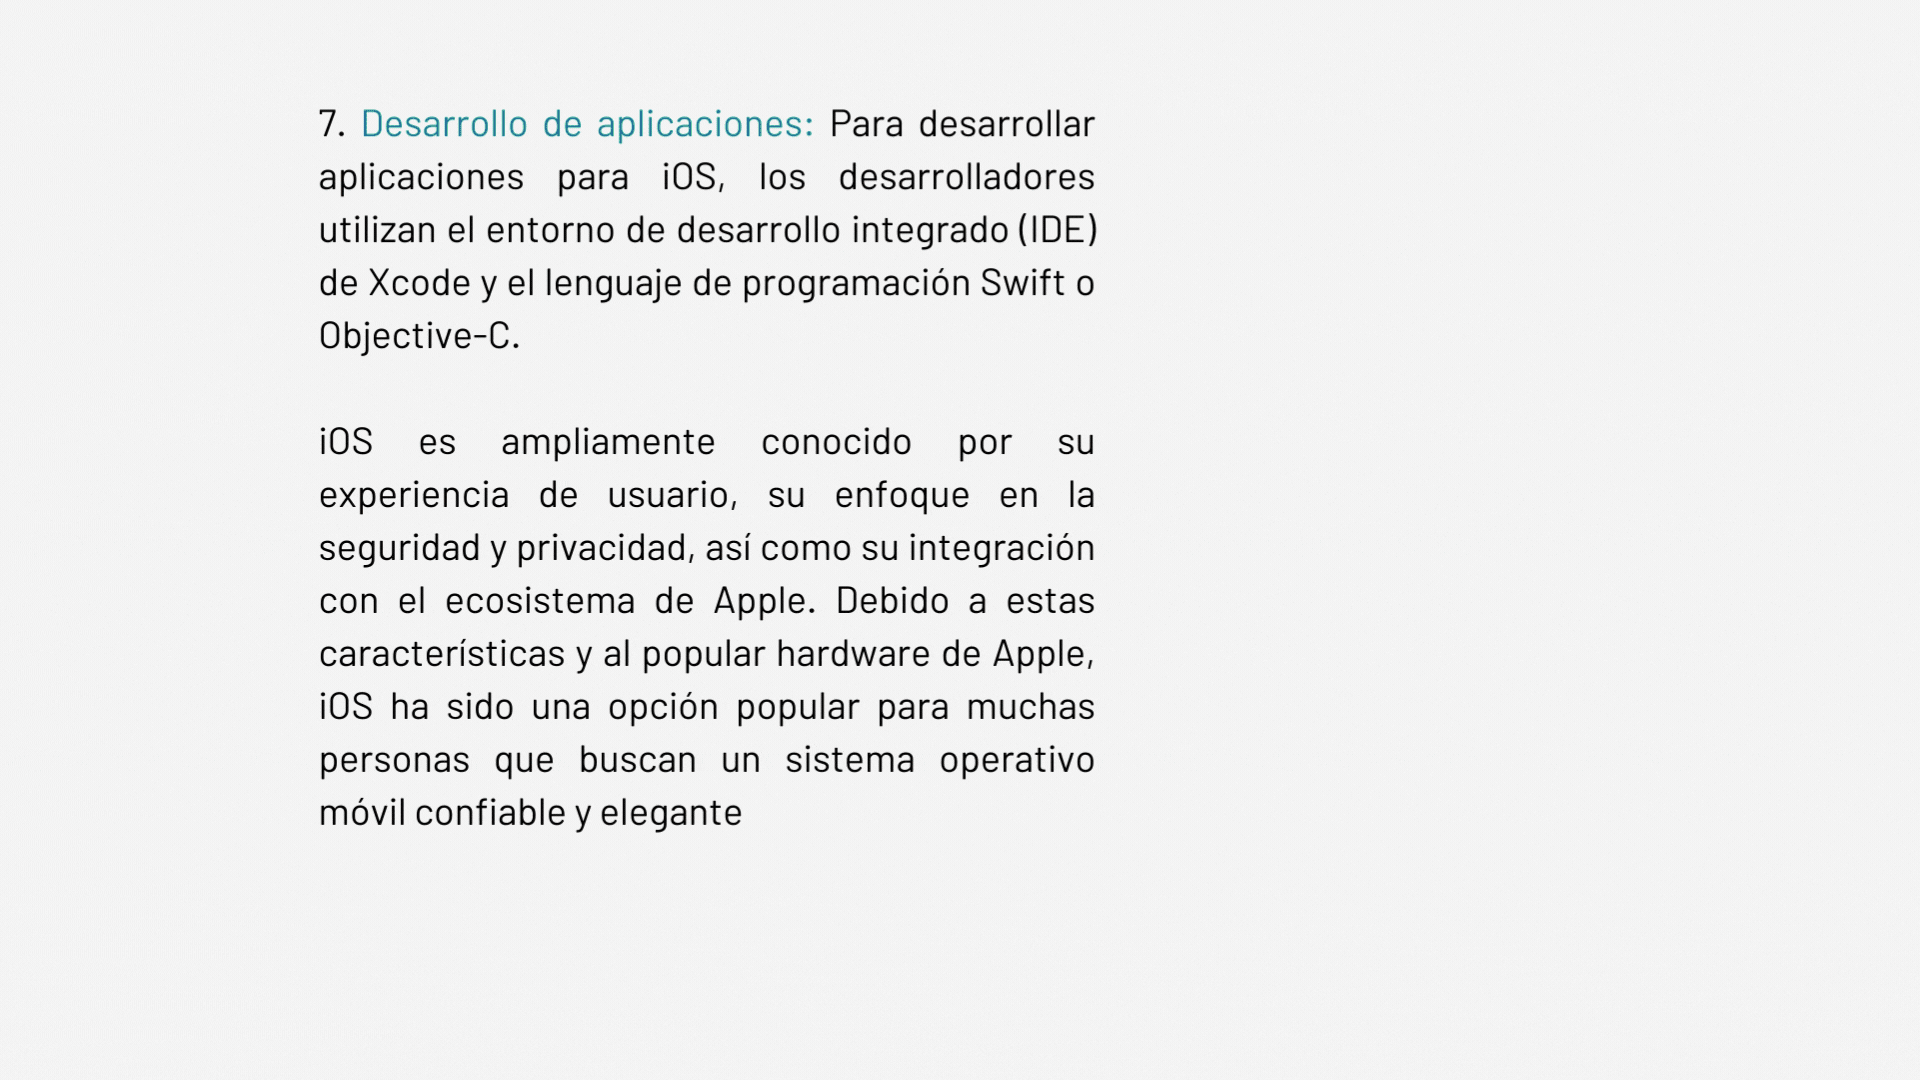 7. Desarrollo de aplicaciones: Para desarrollar
aplicaciones para iOS, los desarrolladores
utilizan el entorno de desarrollo integrado (IDE)
de Xcode y el lenguaje de programación Swift o
Objective-C.
iOS es ampliamente conocido por su
experiencia de usuario, su enfoque en la
seguridad y privacidad, así como su integración
con el ecosistema de Apple. Debido a estas
características y al popular hardware de Apple,
iOS ha sido una opción popular para muchas
personas que buscan un sistema operativo
móvil confiable y elegante